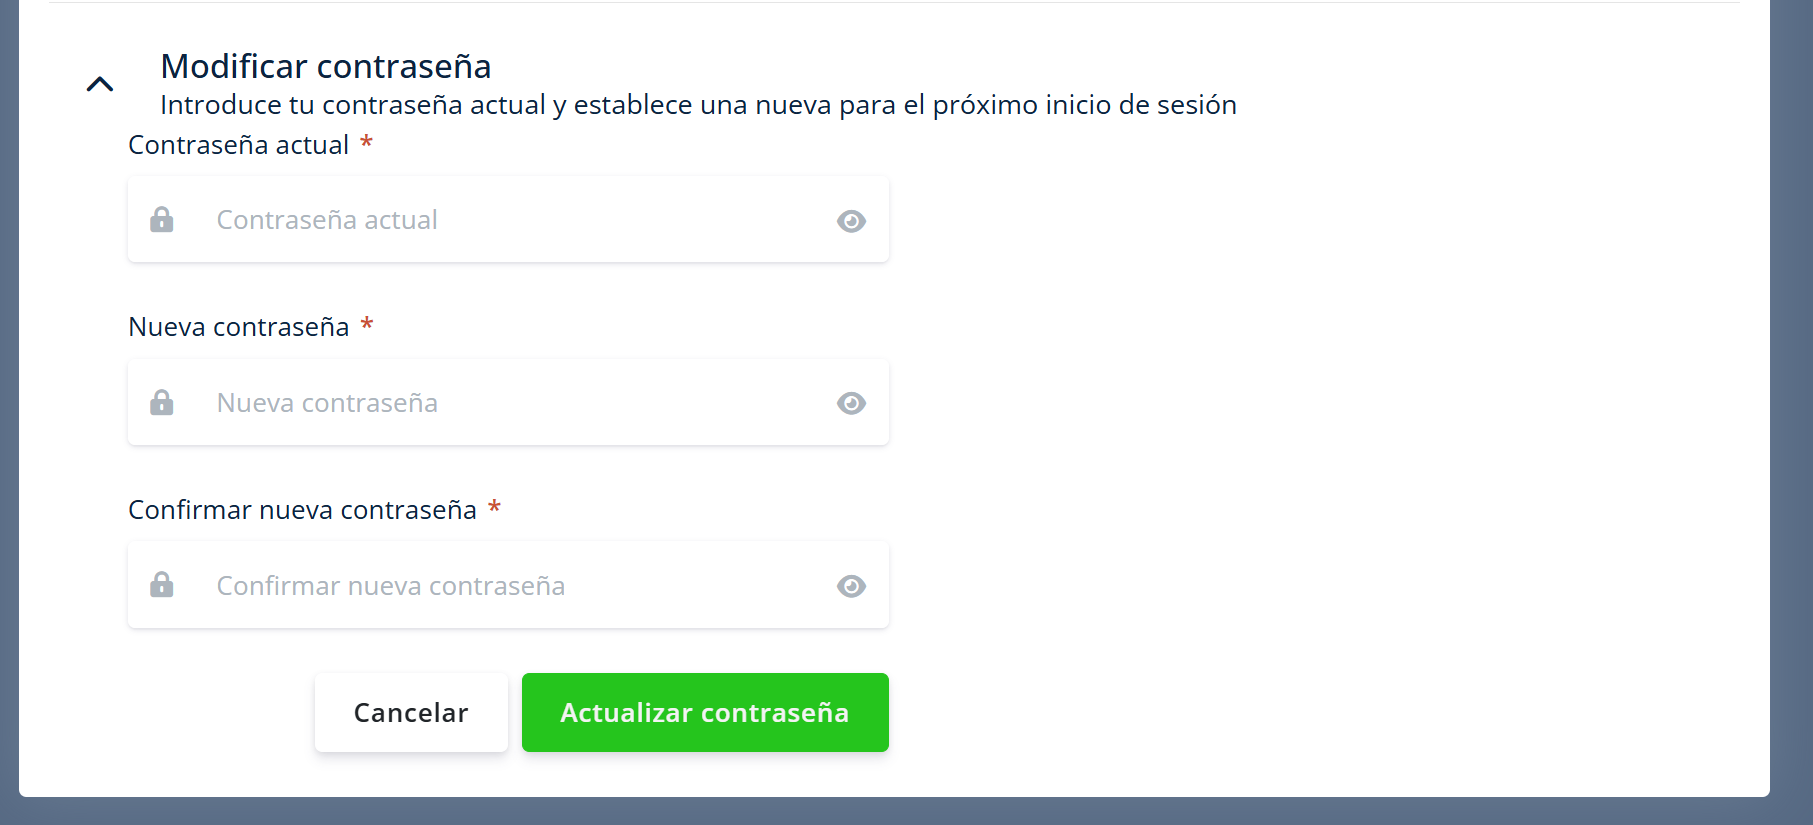 Modificar contraseña
Introduce tu contraseña actual y establece una nueva para el próximo inicio de sesión
Contraseña actual *
Contraseña actual
Nueva contraseña *
Nueva contraseña
Confirmar nueva contraseña *
Confirmar nueva contraseña
Cancelar
Actualizar contraseña